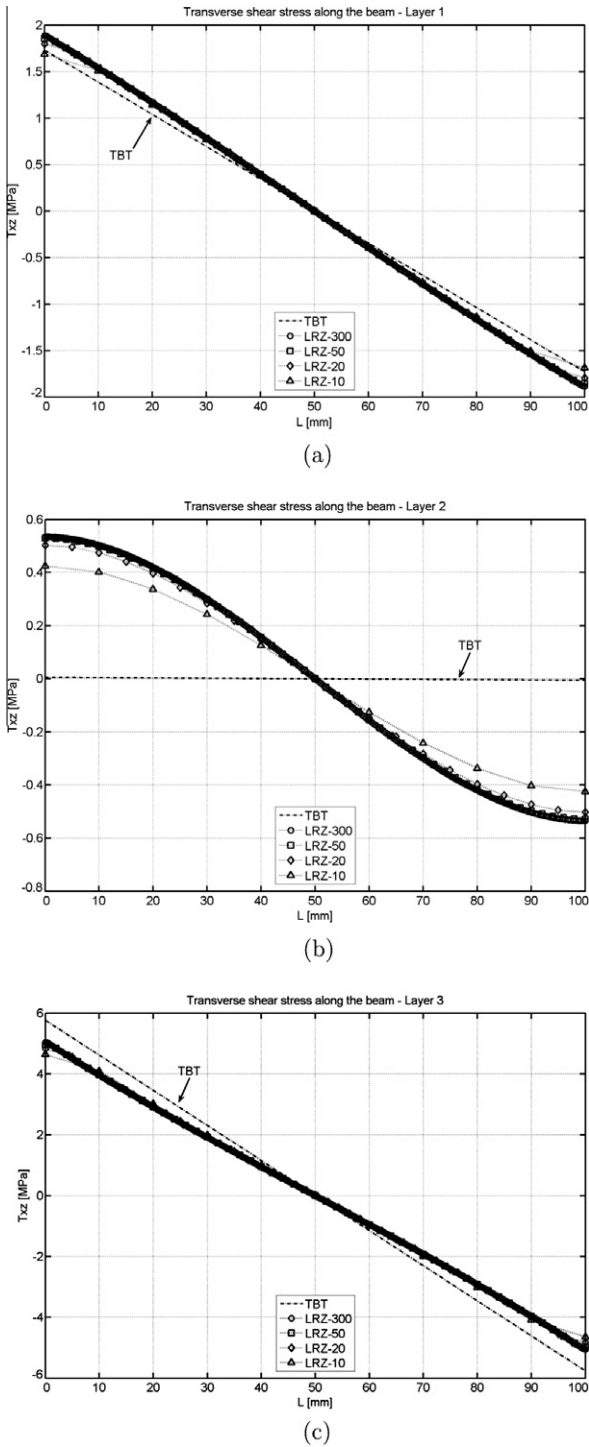 Transverse shear stress along the beam - Layer 1
2
1.5
1
0.5
0
-0.5
-1
-1.5
-2
Txz [MPa]
TBT
TBT
LRZ-300
LRZ-50
LRZ-20
LRZ-10
0 10 20 30 40 50 60 70 80 90 100
L [mm]
(a)
Transverse shear stress along the beam - Layer 2
0.6
0.4
0.2
0
-0.2
-0.4
-0.6
-0.8
Txz [MPa]
TBT
TBT
LRZ-300
LRZ-50
LRZ-20
LRZ-10
0 10 20 30 40 50 60 70 80 90 100
L [mm]
(b)
Transverse shear stress along the beam - Layer 3
6
4
2
0
-2
-4
-6
Txz [MPa]
TBT
TBT
LRZ-300
LRZ-50
LRZ-20
LRZ-10
0 10 20 30 40 50 60 70 80 90 100
L [mm]
(c)